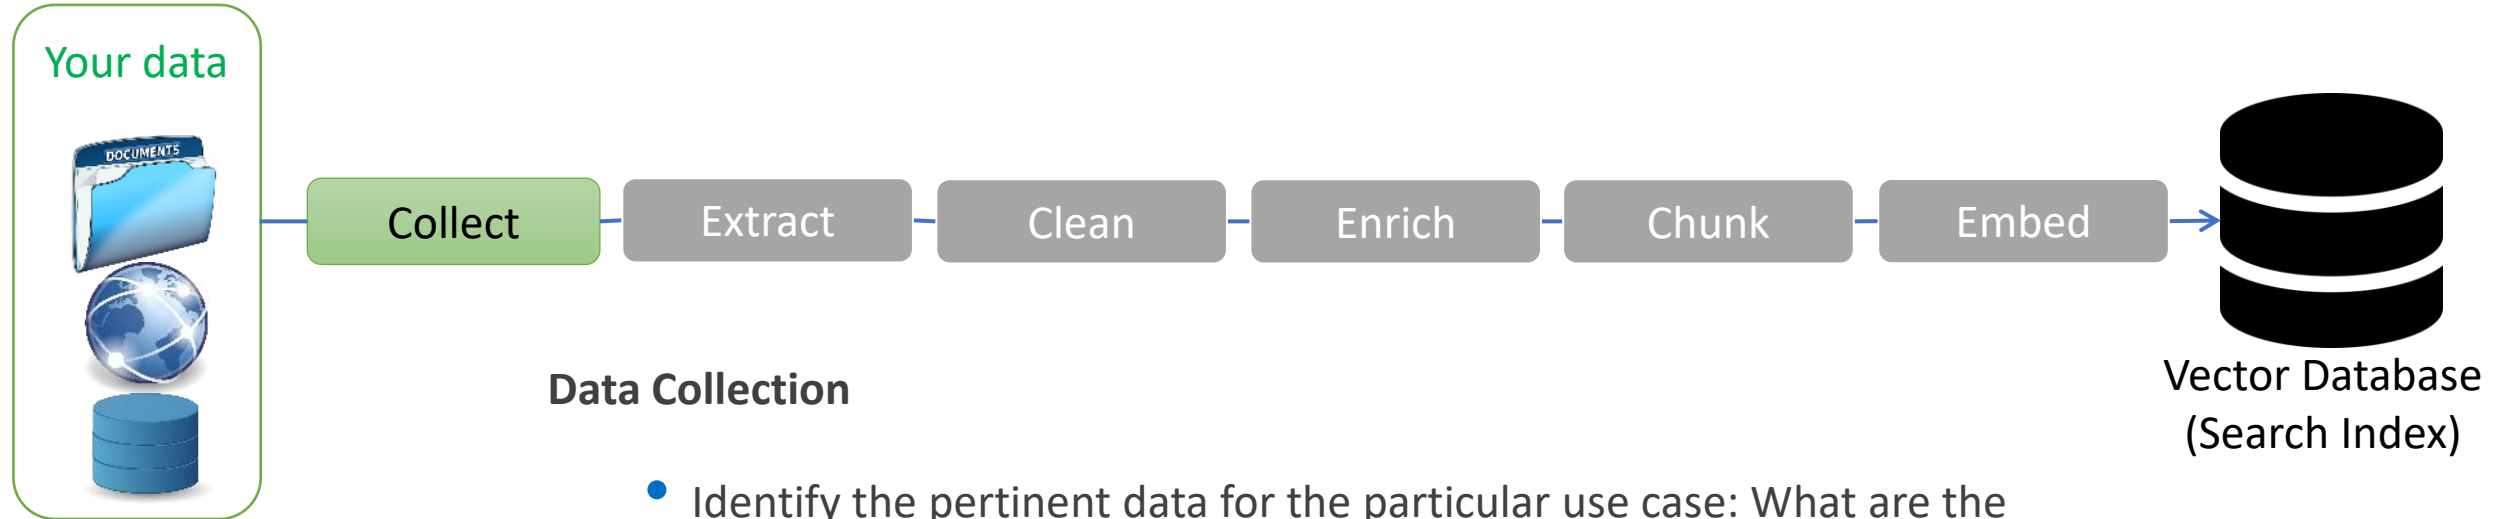 Your data
DOCUMENTS
Collect
Extract
Clean
Enrich
Chunk
Embed
Vector Database
(Search Index)
Data Collection
Identify the pertinent data for the particular use case: What are the